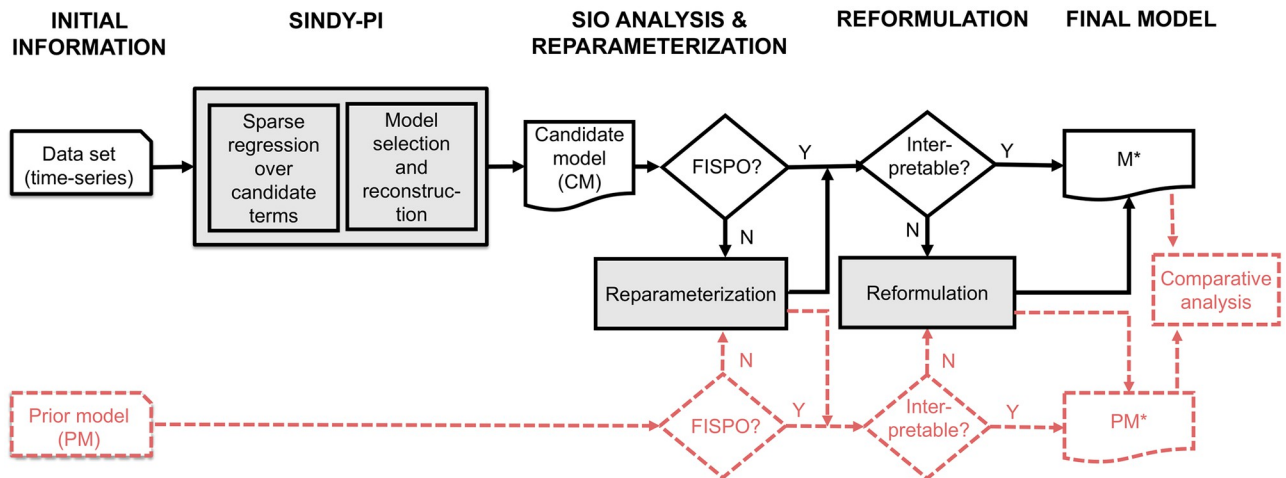 INITIAL
INFORMATION
SINDY-PI
SIO ANALYSIS &
REPARAMETERIZATION
REFORMULATION
FINAL MODEL
Data set
(time-series)
Sparse
regression
over
candidate
terms
Model
selection
and
reconstruc-
tion
Candidate
model
(CM)
FISPO?
Y
N
Inter-
pretable?
Y
N
M*
Reparameterization
Reformulation
Comparative
analysis
Prior model
(PM)
N
FISPO?
Y
N
Inter-
pretable?
Y
PM*